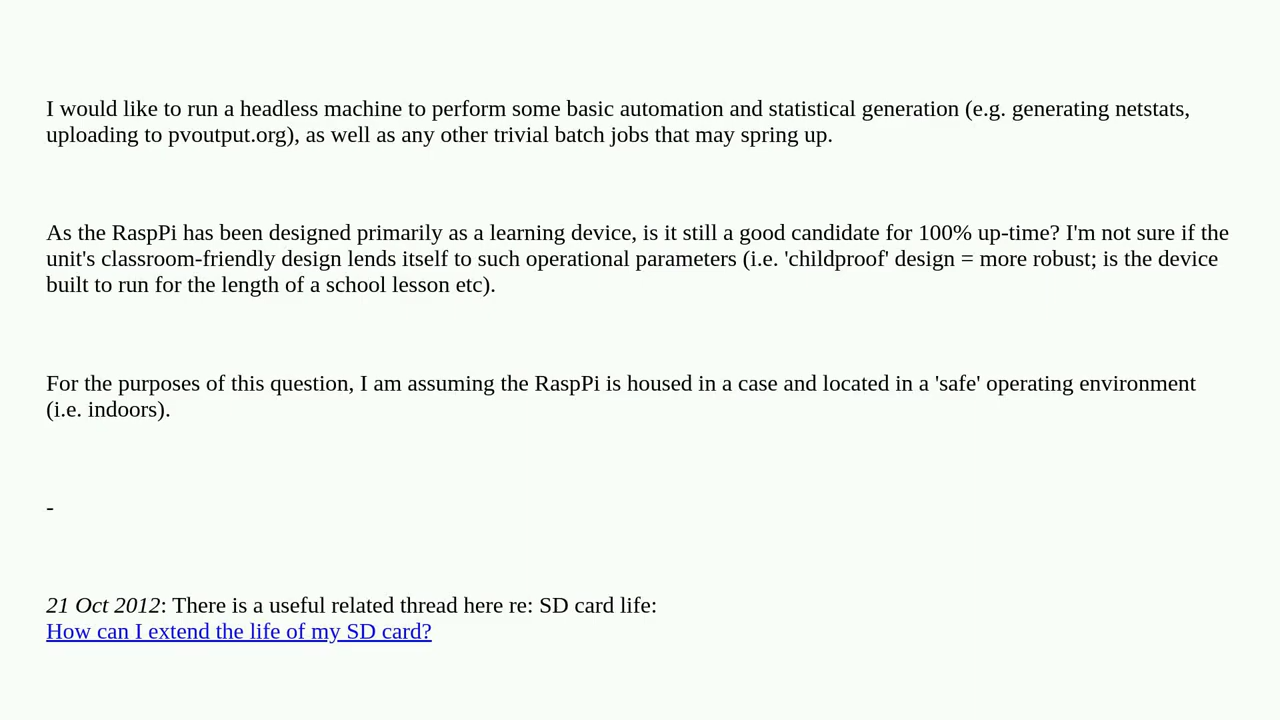 I would like to run a headless machine to perform some basic automation and statistical generation (e.g. generating netstats,
uploading to pvoutput.org), as well as any other trivial batch jobs that may spring up.
As the RaspPi has been designed primarily as a learning device, is it still a good candidate for 100% up-time? I'm not sure if the
unit's classroom-friendly design lends itself to such operational parameters (i.e. 'childproof' design = more robust; is the device
built to run for the length of a school lesson etc).
For the purposes of this question, I am assuming the RaspPi is housed in a case and located in a 'safe' operating environment
(i.e. indoors).
-
21 Oct 2012: There is a useful related thread here re: SD card life:
How can I extend the life of my SD card?